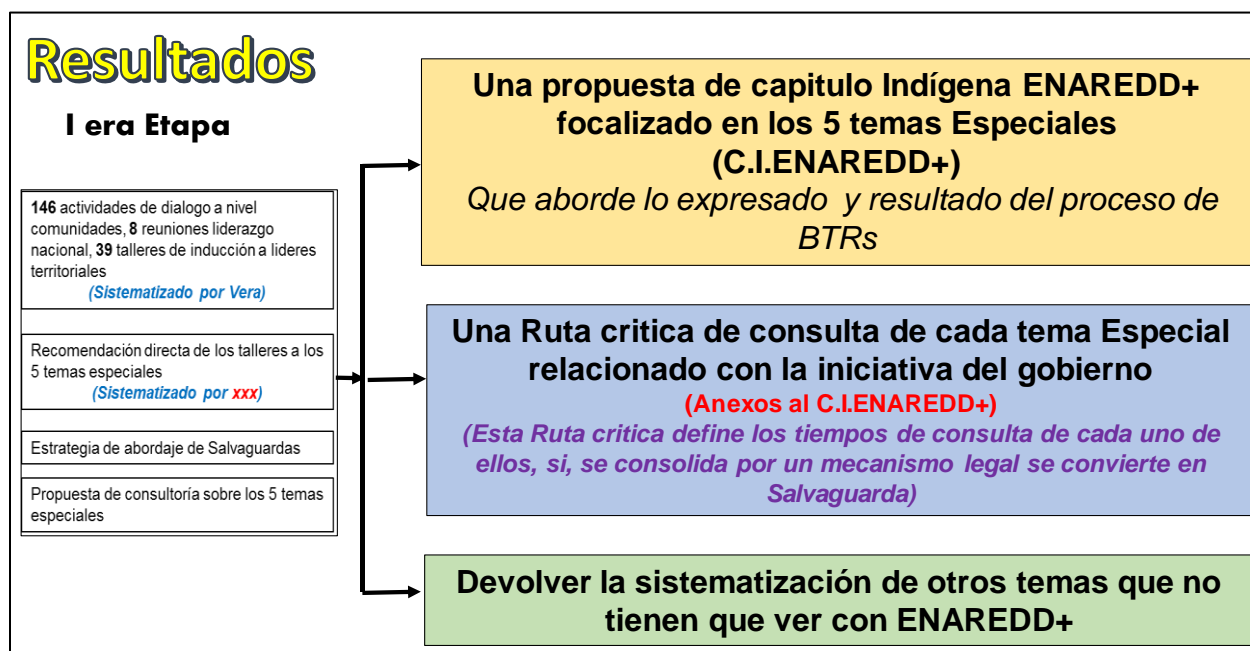 Resultados
I era Etapa
146 actividades de dialogo a nivel
comunidades, 8 reuniones liderazgo
nacional, 39 talleres de inducción a lideres
territoriales
(Sistematizado por Vera)
Recomendación directa de los talleres a los
5 temas especiales
(Sistematizado por xxx)
Estrategia de abordaje de Salvaguardas
Propuesta de consultoría sobre los 5 temas
especiales
Una propuesta de capitulo Indígena ENAREDD+
focalizado en los 5 temas Especiales
(C.I.ENAREDD+)
Que aborde lo expresado y resultado del proceso de
BTRs
Una Ruta critica de consulta de cada tema Especial
relacionado con la iniciativa del gobierno
(Anexos al C.I.ENAREDD+)
(Esta Ruta critica define los tiempos de consulta de cada uno de
ellos, si, se consolida por un mecanismo legal se convierte en
Salvaguarda)
Devolver la sistematización de otros temas que no
tienen que ver con ENAREDD+